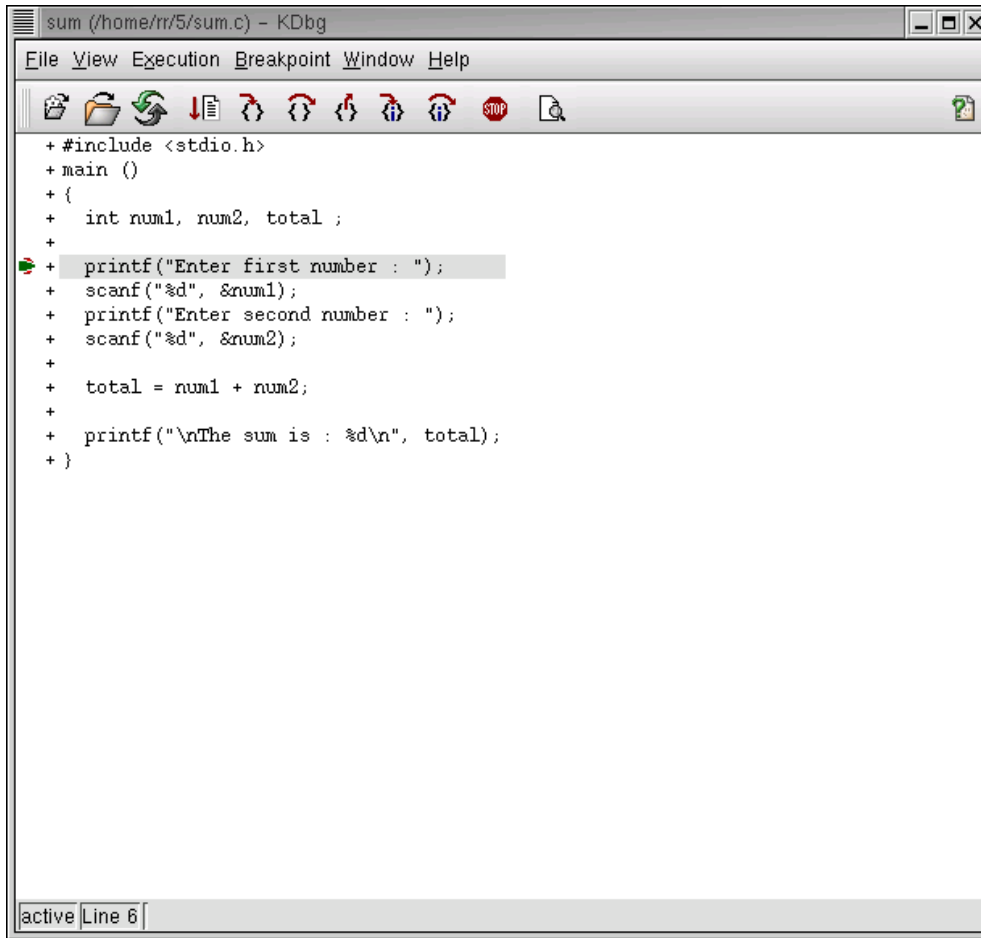 sum (/home/rr/5/sum.c) – KDbg
File View Execution Breakpoint Window Help
STOP
+ #include <stdio.h>
+ main ()
+ {
+ int num1, num2, total ;
+
+ printf("Enter first number : ");
+ scanf("%d", &num1);
+ printf("Enter second number : ");
+ scanf("%d", &num2);
+
+ total = num1 + num2;
+
+ printf("\nThe sum is : %d\n", total);
+ }
active Line 6